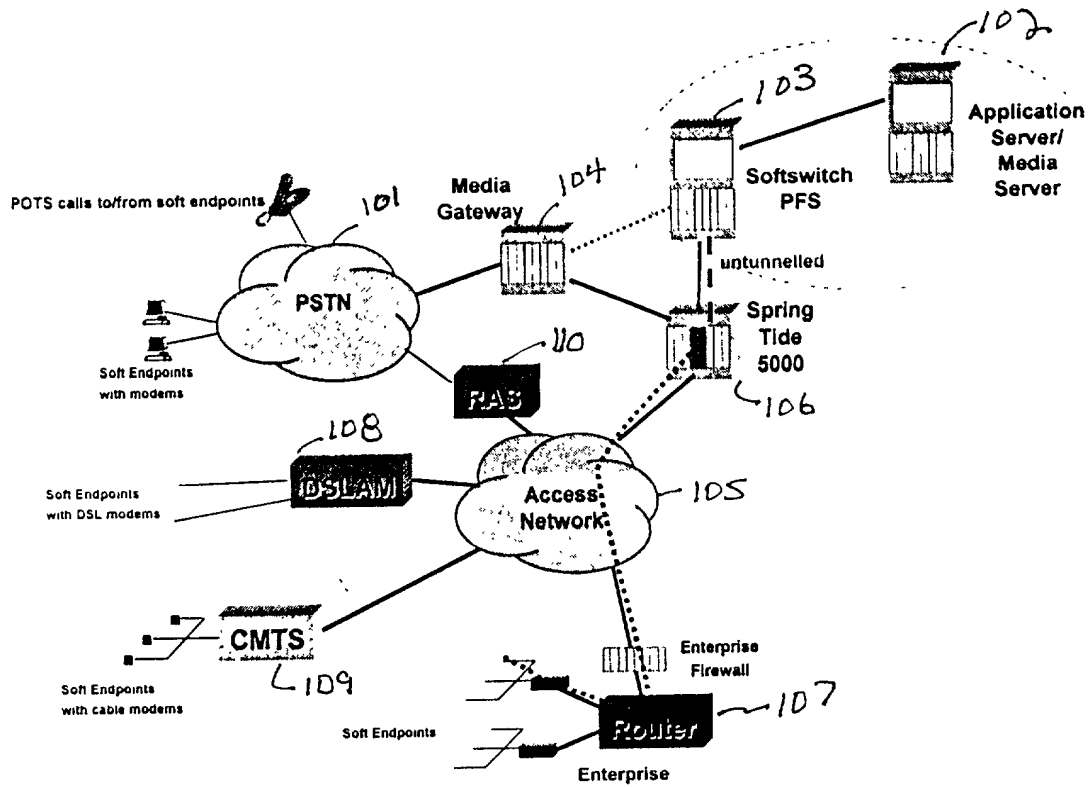 102
103
Application
Server/
Media
Server
Softswitch
PFS
104
Media
Gateway
POTS calls to/from soft endpoints
101
untunnelled
PSTN
Spring
Tide
5000
106
Soft Endpoints
with modems
110
RAS
108
DSLAM
Soft Endpoints
with DSL modems
Access
Network
105
CMTS
109
Soft Endpoints
with cable modems
Enterprise
Firewall
Router
107
Soft Endpoints
Enterprise